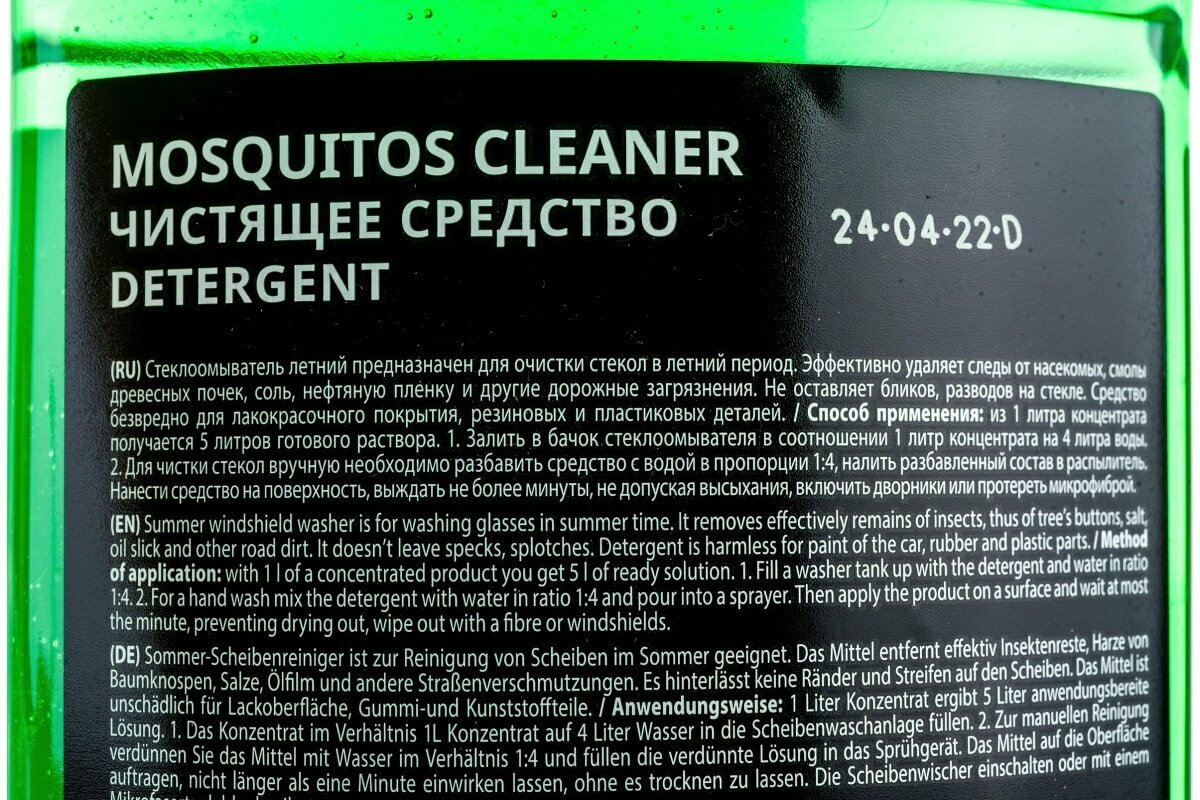 MOSQUITOS CLEANER
ЧИСТЯЩЕЕ СРЕДСТВО
DETERGENT
24·04·22·D
(RU) Стеклоомыватель летний предназначен для очистки стекол в летний период. Эффективно удаляет следы от насекомых, смолы
древесных почек, соль, нефтяную плёнку и другие дорожные загрязнения. Не оставляет бликов, разводов на стекле. Средство
безвредно для лакокрасочного покрытия, резиновых и пластиковых деталей. / Способ применения: из 1 литра концентрата
получается 5 литров готового раствора. 1. Залить в бачок стеклоомывателя в соотношении 1 литр концентрата на 4 литра воды.
2. Для чистки стекол вручную необходимо разбавить средство с водой в пропорции 1:4, налить разбавленный состав в распылитель.
Нанести средство на поверхность, выждать не более минуты, не допуская высыхания, включить дворники или протереть микрофиброй.
(EN) Summer windshield washer is for washing glasses in summer time. It removes effectively remains of insects, thus of tree's buttons, salt,
oil slick and other road dirt. It doesn't leave specks, splotches. Detergent is harmless for paint of the car, rubber and plastic parts. / Method
of application: with 1 l of a concentrated product you get 5 l of ready solution. 1. Fill a washer tank up with the detergent and water in ratio
1:4. 2. For a hand wash mix the detergent with water in ratio 1:4 and pour into a sprayer. Then apply the product on a surface and wait at most
the minute, preventing drying out, wipe out with a fibre or windshields.
(DE) Sommer-Scheibenreiniger ist zur Reinigung von Scheiben im Sommer geeignet. Das Mittel entfernt effektiv Insektenreste, Harze von
Baumknospen, Salze, Ölfilm und andere Straßenverschmutzungen. Es hinterlässt keine Ränder und Streifen auf den Scheiben. Das Mittel ist
unschädlich für Lackoberfläche, Gummi-und Kunststoffteile. / Anwendungsweise: 1 Liter Konzentrat ergibt 5 Liter anwendungsbereite
Lösung. 1. Das Konzentrat im Verhältnis 1L Konzentrat auf 4 Liter Wasser in die Scheibenwaschanlage füllen. 2. Zur manuellen Reinigung
verdünnen Sie das Mittel mit Wasser im Verhältnis 1:4 und füllen die verdünnte Lösung in das Sprühgerät. Das Mittel auf die Oberfläche
auftragen, nicht länger als eine Minute einwirken lassen, ohne es trocknen zu lassen. Die Scheibenwischer einschalten oder mit einem